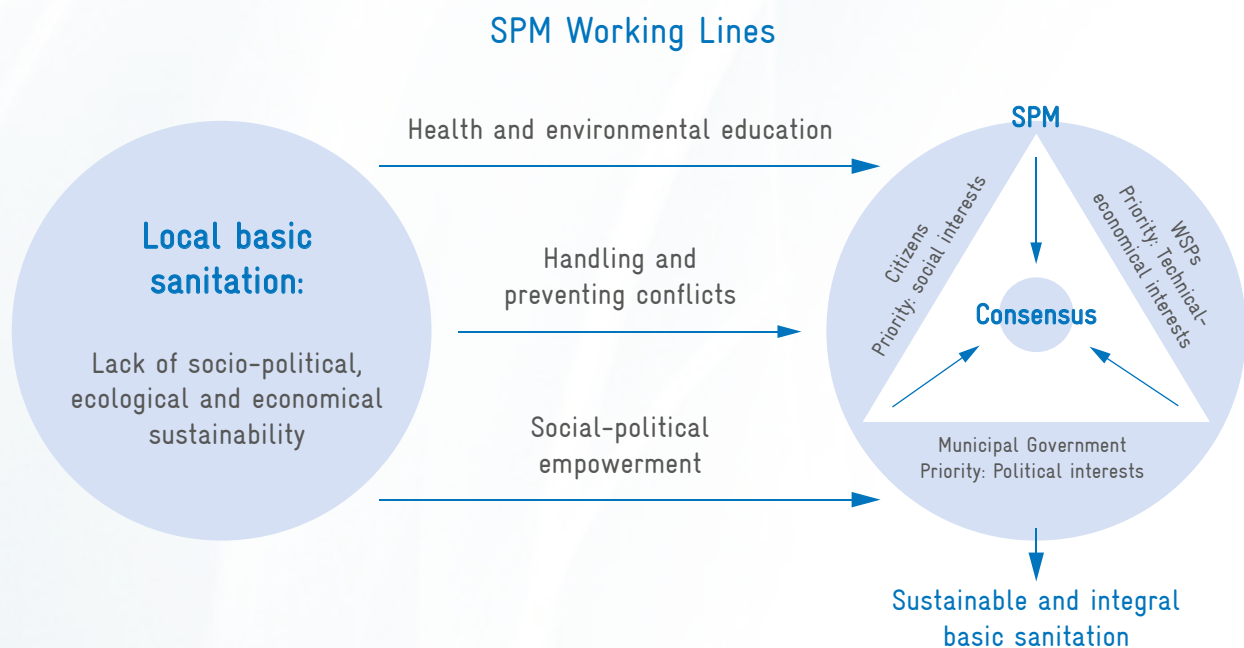 SPM Working Lines
Local basic
sanitation:
Lack of socio-political,
ecological and economical
sustainability
Health and environmental education
Handling and
preventing conflicts
Social-political
empowerment
SPM
Citizens
Priority: social interests
WSPs
Priority: Technical-
economical interests
Consensus
Municipal Government
Priority: Political interests
Sustainable and integral
basic sanitation